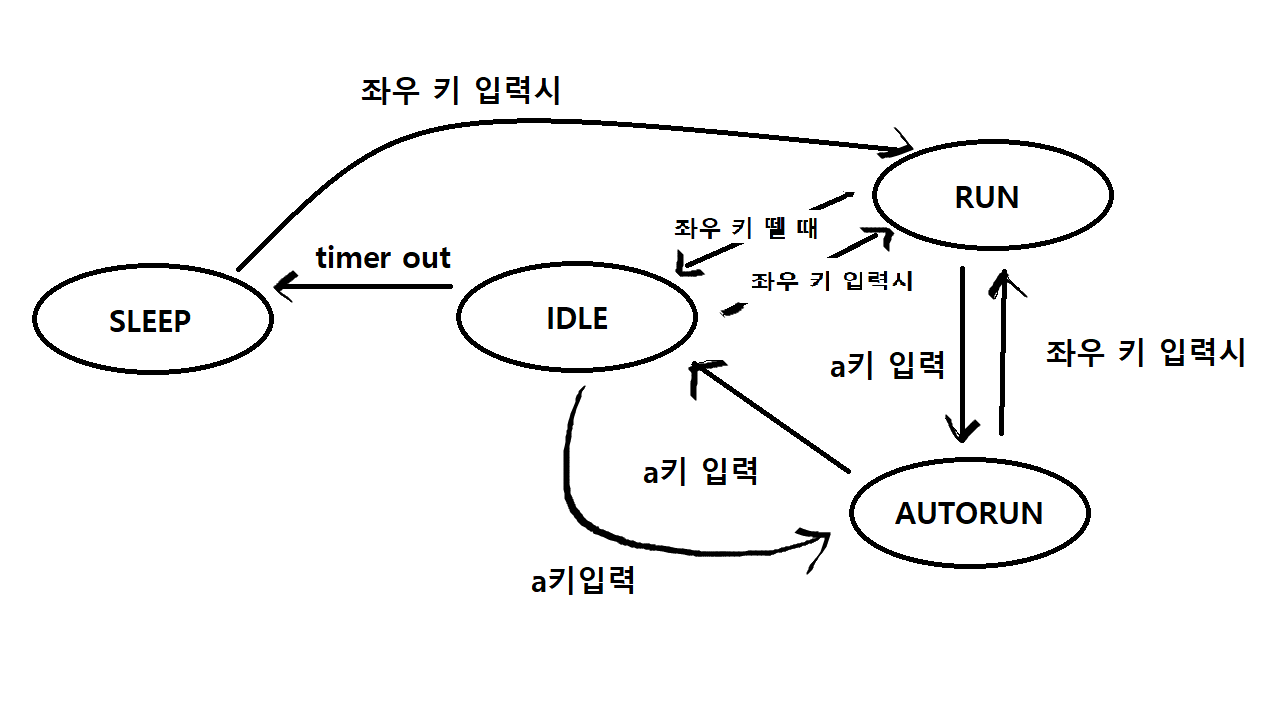 좌우 키 입력시
RUN
좌우 키 뗄 때
timer out
좌우 키 입력시
SLEEP
IDLE
a키 입력
좌우 키 입력시
a키 입력
AUTORUN
a키입력